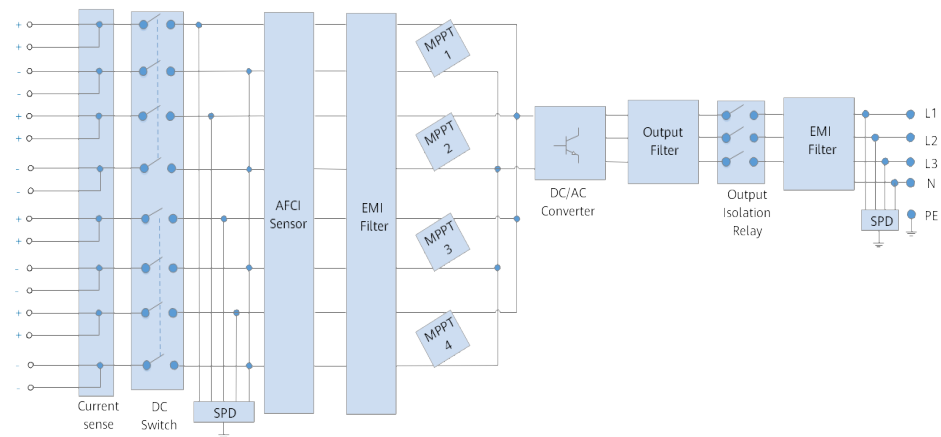 +
+
-
-
+
+
-
-
+
+
-
-
+
+
-
-
Current
sense
DC
Switch
SPD
AFCI
Sensor
EMI
Filter
MPPT
1
MPPT
2
MPPT
3
MPPT
4
DC/AC
Converter
Output
Filter
Output
Isolation
Relay
EMI
Filter
SPD
L1
L2
L3
N
PE